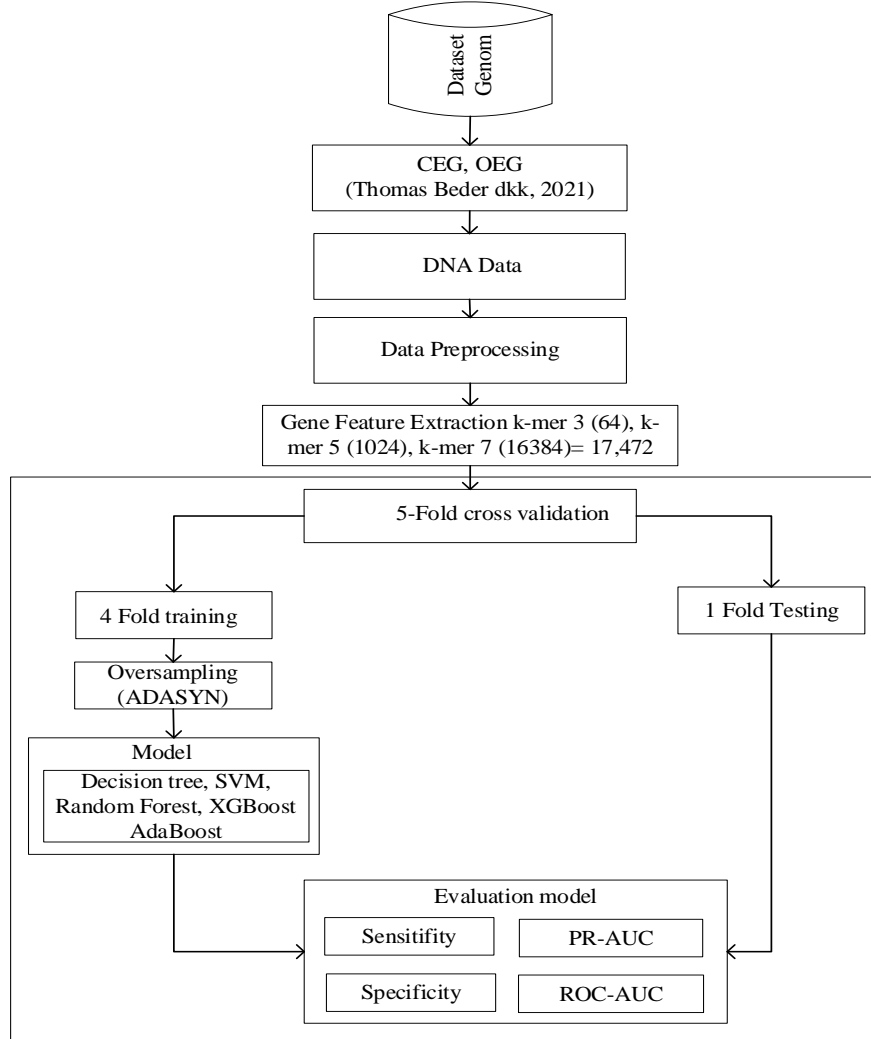 Dataset
Genom
CEG, OEG
(Thomas Beder dkk, 2021)
DNA Data
Data Preprocessing
Gene Feature Extraction k-mer 3 (64), k-
mer 5 (1024), k-mer 7 (16384)= 17,472
5-Fold cross validation
4 Fold training
1 Fold Testing
Oversampling
(ADASYN)
Model
Decision tree, SVM,
Random Forest, XGBoost
AdaBoost
Evaluation model
Sensitifity
PR-AUC
Specificity
ROC-AUC